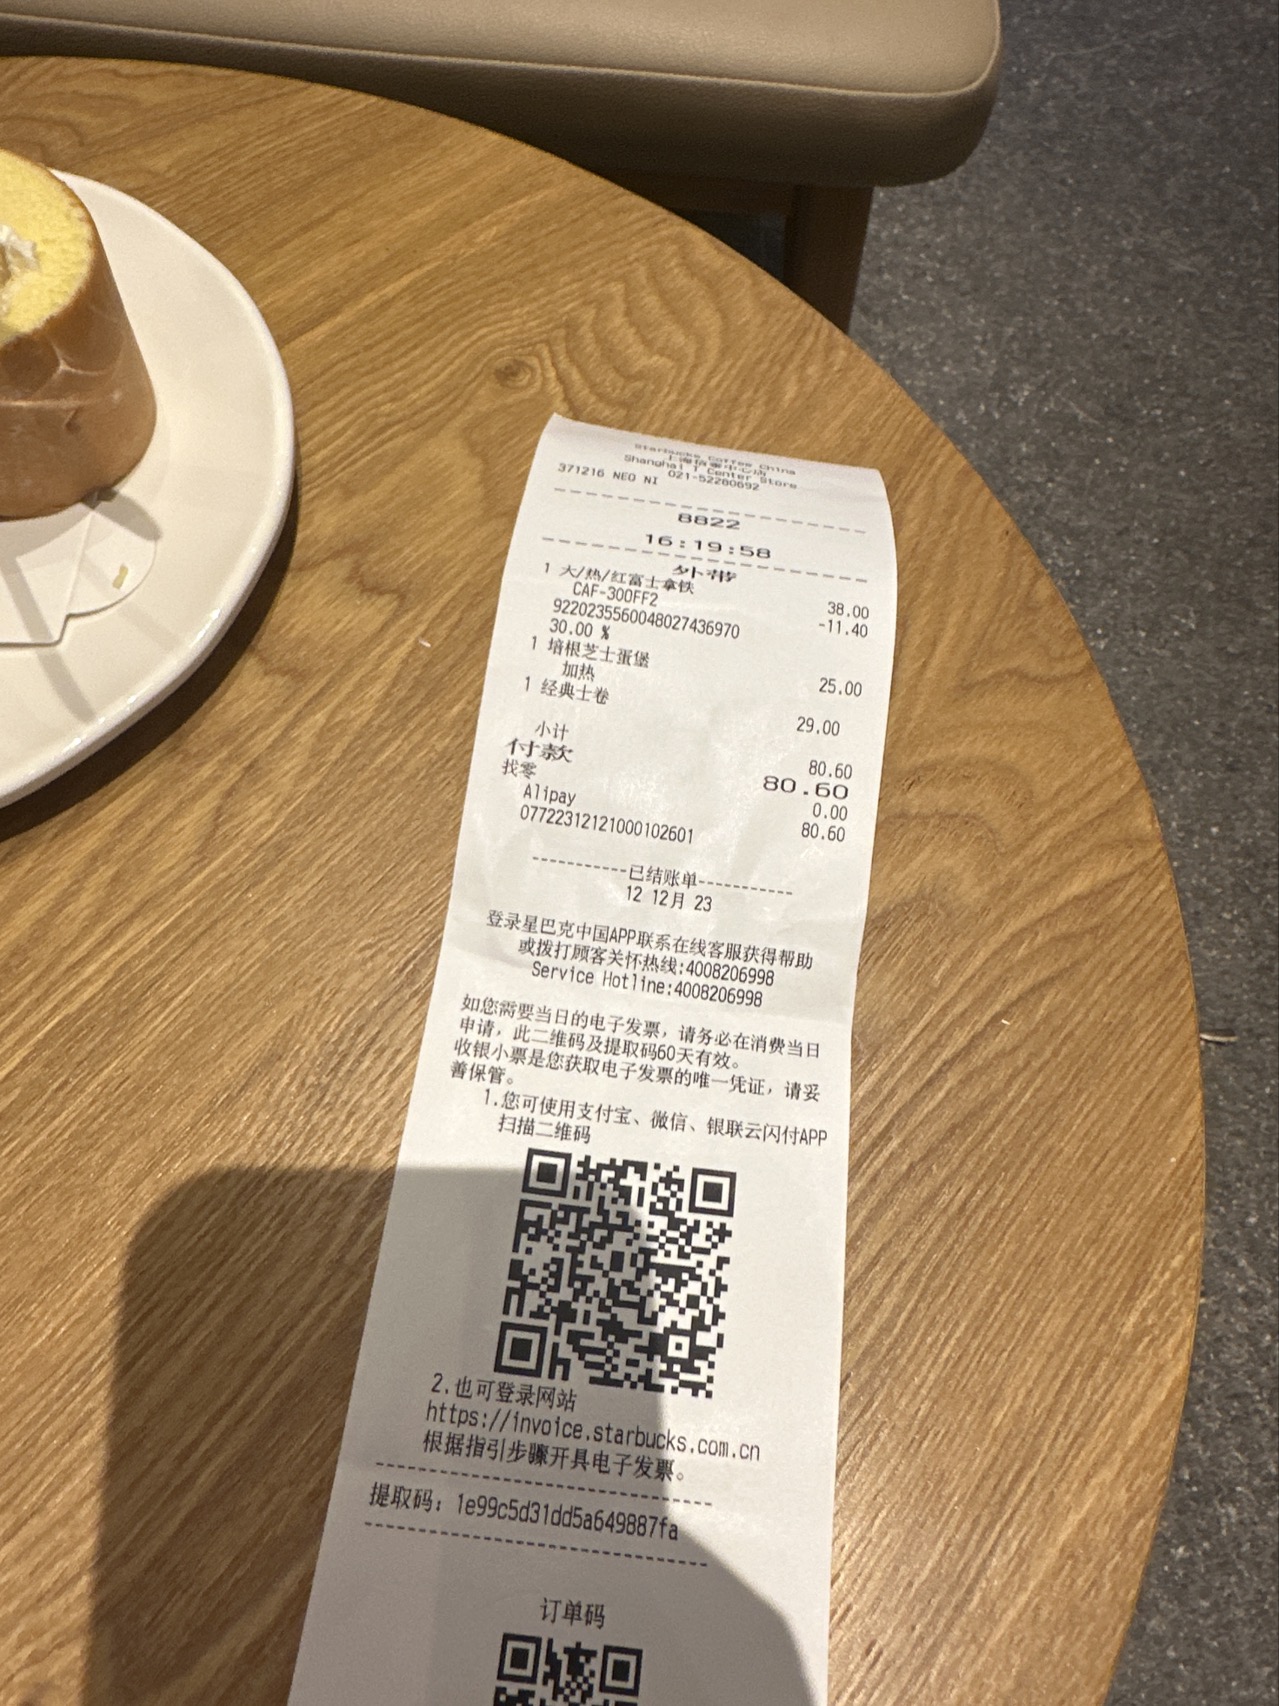 Starbucks Coffee China
上海信泰中心店
Shanghai T Center Store
371216 NEO NI 021-52280692
8822
16:19:58
外带
1 大/热/红富士拿铁 38.00
CAF-300FF2 -11.40
9220235560048027436970
30.00 %
1 培根芝士蛋堡 25.00
加热
1 经典士卷 29.00
小计 80.60
付款 80.60
找零 0.00
Alipay 80.60
07722312121000102601
-----------已结账单-----------
12 12月 23
登录星巴克中国APP联系在线客服获得帮助
或拨打顾客关怀热线:4008206998
Service Hotline:4008206998
如您需要当日的电子发票，请务必在消费当日
申请，此二维码及提取码60天有效。
收银小票是您获取电子发票的唯一凭证，请妥
善保管。
1.您可使用支付宝、微信、银联云闪付APP
扫描二维码
2.也可登录网站
https://invoice.starbucks.com.cn
根据指引步骤开具电子发票。
提取码: 1e99c5d31dd5a649887fa
订单码